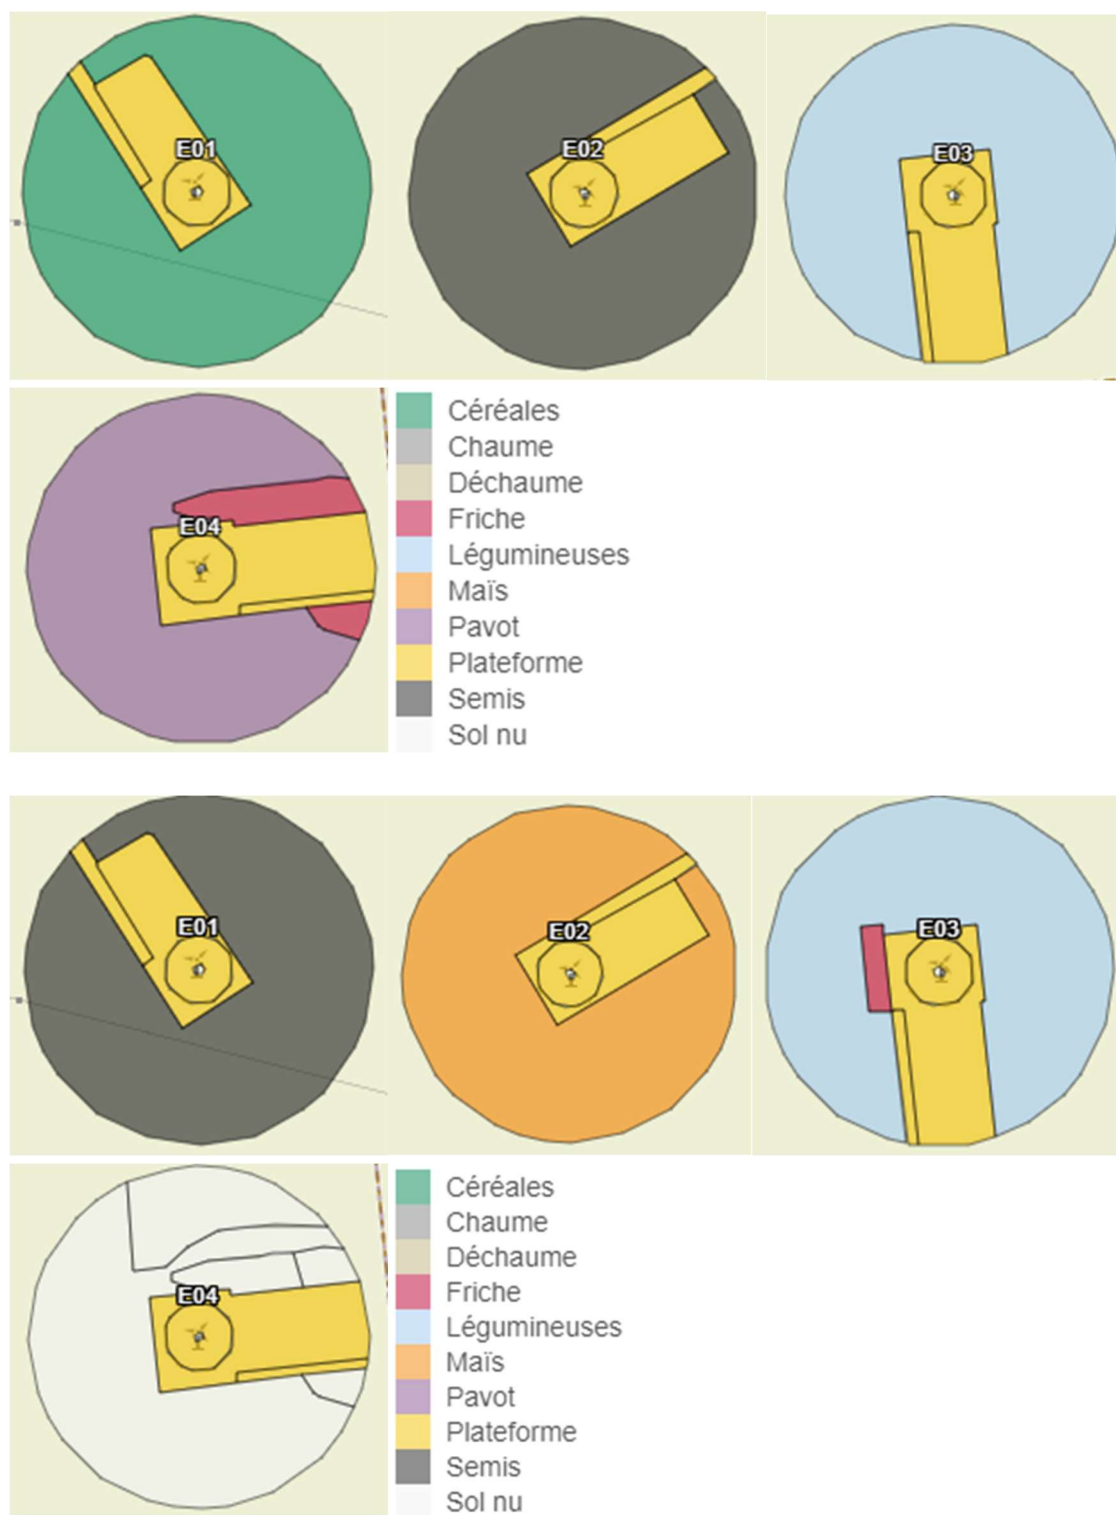 E01
E02
E03
E04
Céréales
Chaume
Déchaume
Friche
Légumineuses
Maïs
Pavot
Plateforme
Semis
Sol nu
E01
E02
E03
E04
Céréales
Chaume
Déchaume
Friche
Légumineuses
Maïs
Pavot
Plateforme
Semis
Sol nu